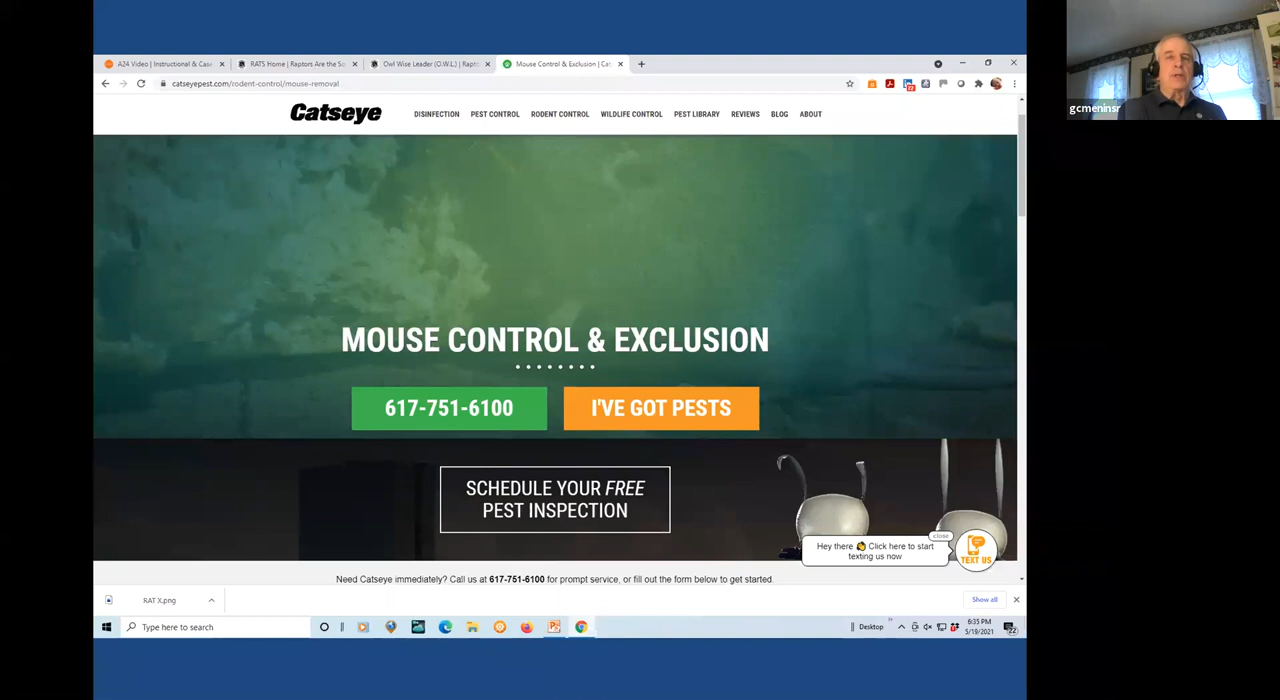 A24 Video | Instructional & Case
RATS Home | Raptors Are the So
Owl Wise Leader (O.W.L) | Rapto
Mouse Control & Exclusion | Cat
catseyepest.com/rodent-control/mouse-removal
Catseye
DISINFECTION
PEST CONTROL
RODENT CONTROL
WILDLIFE CONTROL
PEST LIBRARY
REVIEWS
BLOG
ABOUT
gcmeninsr
MOUSE CONTROL & EXCLUSION
617-751-6100
I'VE GOT PESTS
SCHEDULE YOUR FREE
PEST INSPECTION
close
Hey there Click here to start
texting us now
TEXT US
Need Catseye immediately? Call us at 617-751-6100 for prompt service, or fill out the form below to get started.
RAT X.png
Show all
Type here to search
Desktop
6:35 PM
5/19/2021
22